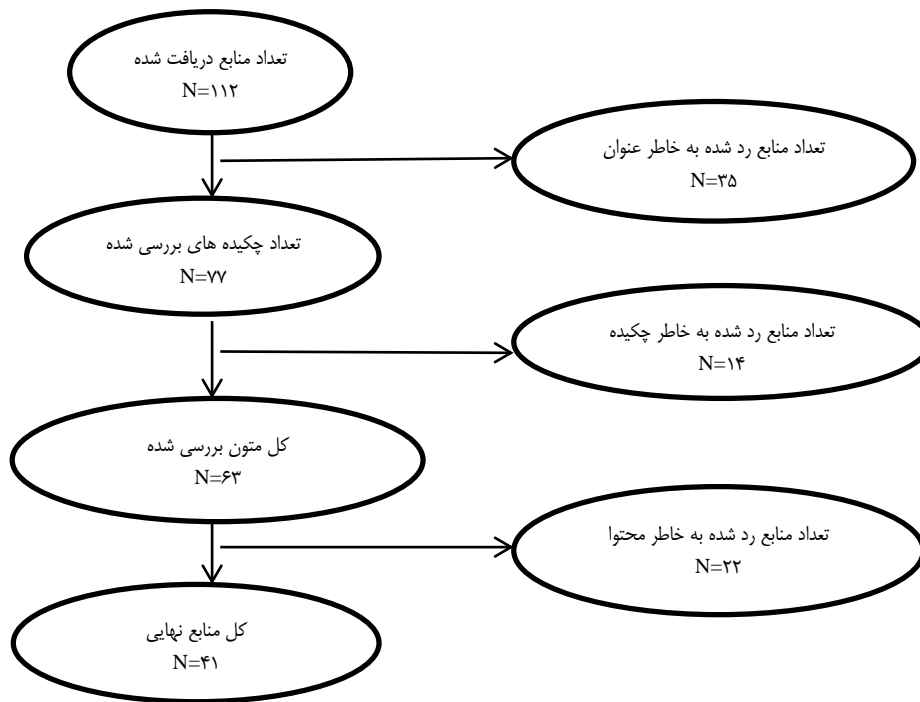 تعداد منابع دریافت شده
N=۱۱۲
تعداد منابع رد شده به خاطر عنوان
N=۳۵
تعداد چکیده های بررسی شده
N=۷۷
تعداد منابع رد شده به خاطر چکیده
N=۱۴
کل متون بررسی شده
N=۶۳
تعداد منابع رد شده به خاطر محتوا
N=۲۲
کل منابع نهایی
N=۴۱